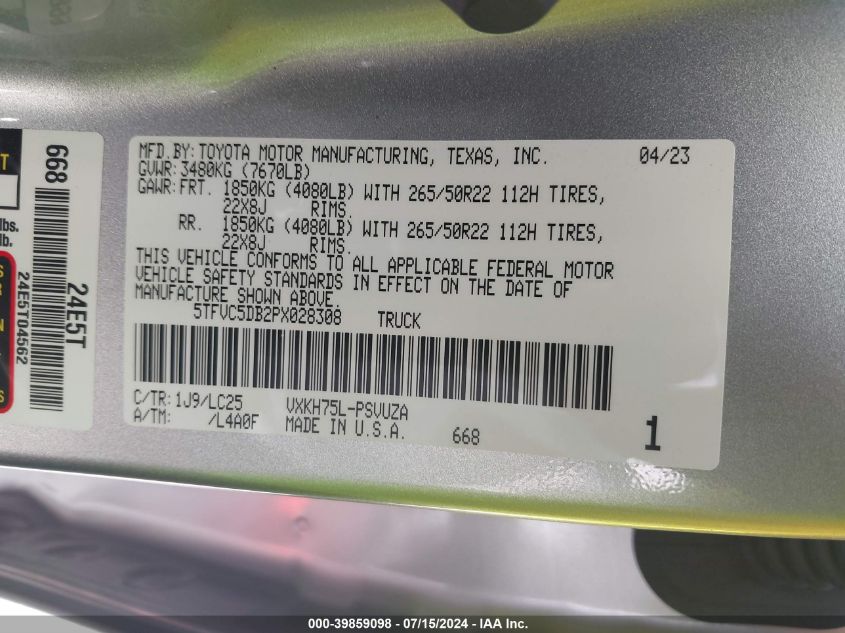 MFD.BY:TOYOTA MOTOR MANUFACTURING, TEXAS, INC. 04/23
GVWR:3480KG (7670LB)
GAWR:FRT. 1850KG (4080LB) WITH 265/50R22 112H TIRES,
22X8J RIMS.
RR. 1850KG (4080LB) WITH 265/50R22 112H TIRES,
22X8J RIMS.
THIS VEHICLE CONFORMS TO ALL APPLICABLE FEDERAL MOTOR
VEHICLE SAFETY STANDARDS IN EFFECT ON THE DATE OF
MANUFACTURE SHOWN ABOVE.
5TFVC5DB2PX028308 TRUCK
C/TR:1J9/LC25 VXKH75L-PSVUZA
A/TM: /L4A0F MADE IN U.S.A. 668 1
668
24E5T
24E5T04562
lbs.
lb.
000-39859098 - 07/15/2024 - IAA Inc.